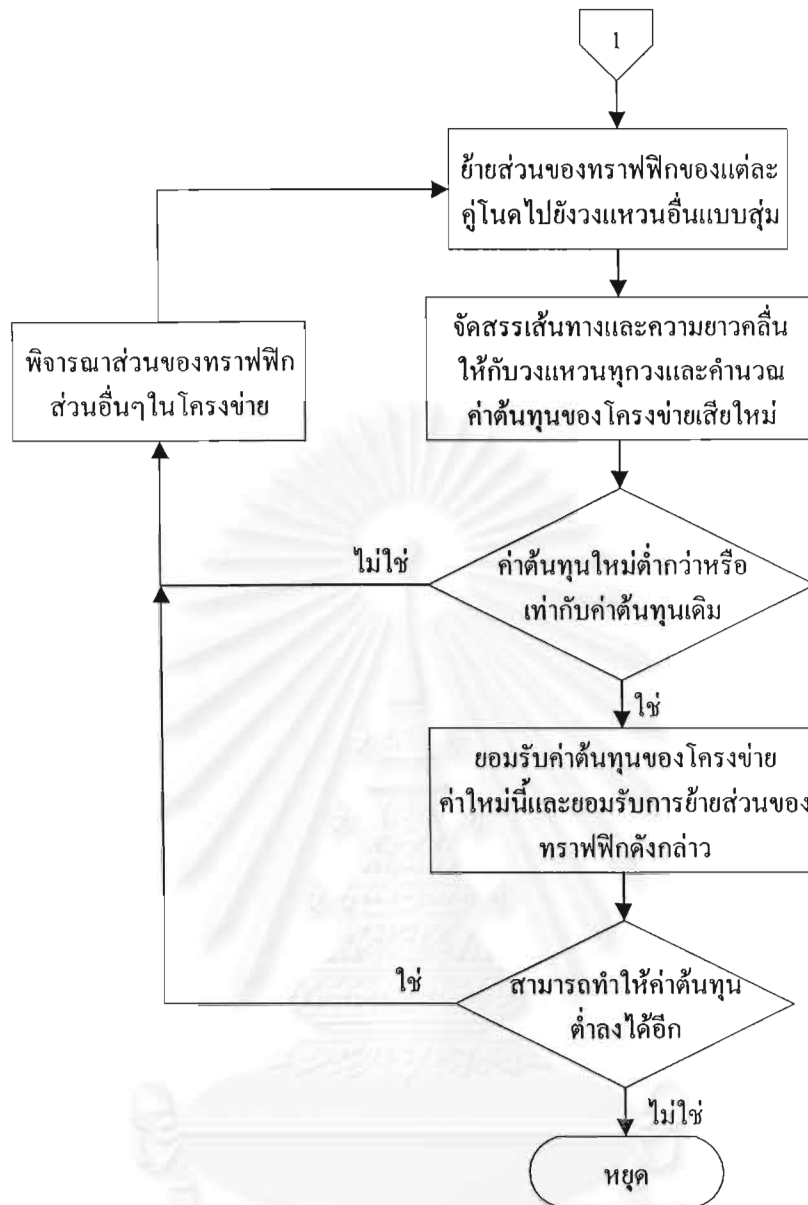 1
ย้ายส่วนของทราฟฟิกของแต่ละ
คู่โนดไปยังวงแหวนอื่นแบบสุ่ม
จัดสรรเส้นทางและความยาวคลื่น
ให้กับวงแหวนทุกวงและคำนวณ
ค่าต้นทุนของโครงข่ายเสียใหม่
พิจารณาส่วนของทราฟฟิก
ส่วนอื่นๆในโครงข่าย
ไม่ใช่
ค่าต้นทุนใหม่ต่ำกว่าหรือ
เท่ากับค่าต้นทุนเดิม
ใช่
ยอมรับค่าต้นทุนของโครงข่าย
ค่าใหม่นี้และยอมรับการย้ายส่วนของ
ทราฟฟิกดังกล่าว
ใช่
สามารถทำให้ค่าต้นทุน
ต่ำลงได้อีก
ไม่ใช่
หยุด